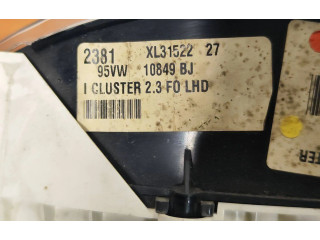 2381 XL31522 27
95VW 10849 BJ
I CLUSTER 2.3 FO LHD